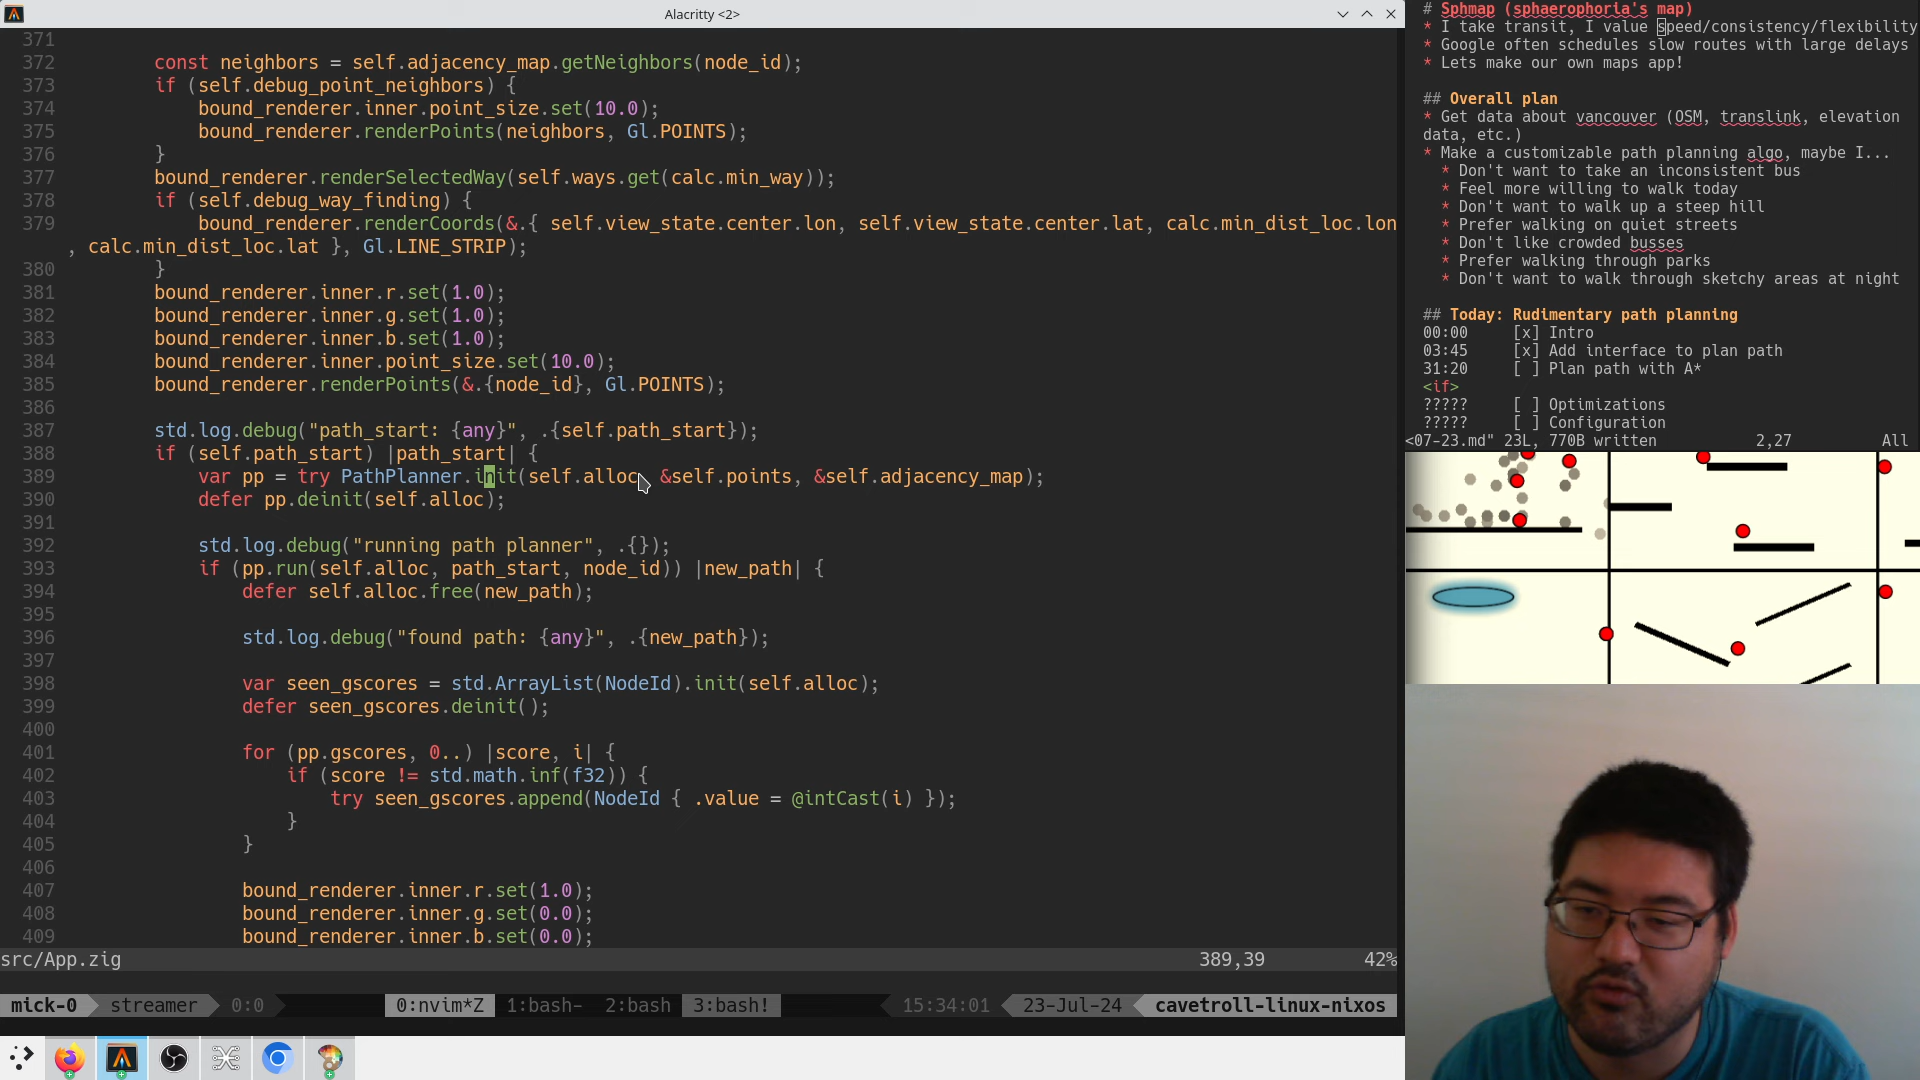 Alacritty <2>
371
372 const neighbors = self.adjacency_map.getNeighbors(node_id);
373 if (self.debug_point_neighbors) {
374 bound_renderer.inner.point_size.set(10.0);
375 bound_renderer.renderPoints(neighbors, Gl.POINTS);
376 }
377 bound_renderer.renderSelectedWay(self.ways.get(calc.min_way));
378 if (self.debug_way_finding) {
379 bound_renderer.renderCoords(&.{ self.view_state.center.lon, self.view_state.center.lat, calc.min_dist_loc.lon
, calc.min_dist_loc.lat }, Gl.LINE_STRIP);
380 }
381 bound_renderer.inner.r.set(1.0);
382 bound_renderer.inner.g.set(1.0);
383 bound_renderer.inner.b.set(1.0);
384 bound_renderer.inner.point_size.set(10.0);
385 bound_renderer.renderPoints(&.{node_id}, Gl.POINTS);
386
387 std.log.debug("path_start: {any}", .{self.path_start});
388 if (self.path_start) |path_start| {
389 var pp = try PathPlanner.init(self.alloc, &self.points, &self.adjacency_map);
390 defer pp.deinit(self.alloc);
391
392 std.log.debug("running path planner", .{});
393 if (pp.run(self.alloc, path_start, node_id)) |new_path| {
394 defer self.alloc.free(new_path);
395
396 std.log.debug("found path: {any}", .{new_path});
397
398 var seen_gscores = std.ArrayList(NodeId).init(self.alloc);
399 defer seen_gscores.deinit();
400
401 for (pp.gscores, 0..) |score, i| {
402 if (score != std.math.inf(f32)) {
403 try seen_gscores.append(NodeId { .value = @intCast(i) });
404 }
405 }
406
407 bound_renderer.inner.r.set(1.0);
408 bound_renderer.inner.g.set(0.0);
409 bound_renderer.inner.b.set(0.0);
src/App.zig 389,39 42%
mick-0 streamer 0:0 0:nvim*Z 1:bash- 2:bash 3:bash! 15:34:01 23-Jul-24 cavetroll-linux-nixos
# Sphmap (sphaerophoria's map)
* I take transit, I value speed/consistency/flexibility
* Google often schedules slow routes with large delays
* Lets make our own maps app!
## Overall plan
* Get data about vancouver (OSM, translink, elevation
data, etc.)
* Make a customizable path planning algo, maybe I...
* Don't want to take an inconsistent bus
* Feel more willing to walk today
* Don't want to walk up a steep hill
* Prefer walking on quiet streets
* Don't like crowded busses
* Prefer walking through parks
* Don't want to walk through sketchy areas at night
## Today: Rudimentary path planning
00:00 [x] Intro
03:45 [x] Add interface to plan path
31:20 [ ] Plan path with A*
<if>
????? [ ] Optimizations
????? [ ] Configuration
<07-23.md" 23L, 770B written 2,27 All